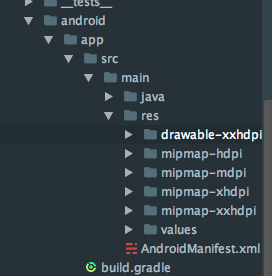 __tests__
android
app
src
main
java
res
drawable-xxhdpi
mipmap-hdpi
mipmap-mdpi
mipmap-xhdpi
mipmap-xxhdpi
values
AndroidManifest.xml
build.gradle